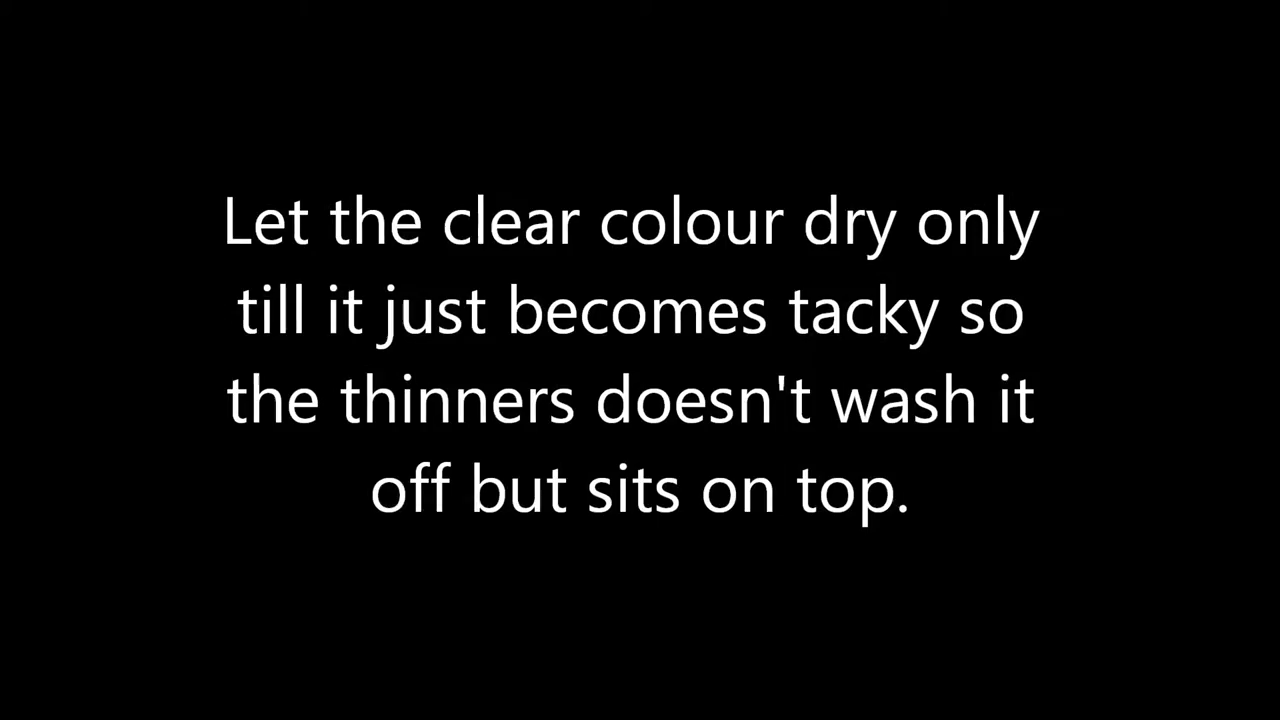 Let the clear colour dry only
till it just becomes tacky so
the thinners doesn't wash it
off but sits on top.